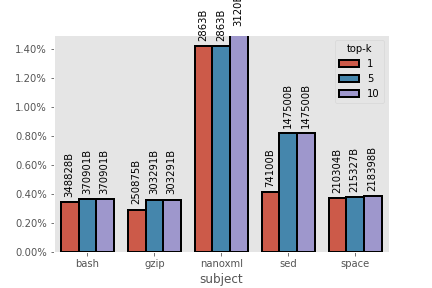 1.40%
1.20%
1.00%
0.80%
0.60%
0.40%
0.20%
0.00%
348828B
370901B
370901B
250875B
303291B
303291B
2863B
2863B
3120B
74100B
147500B
147500B
210304B
215327B
218398B
top-k
1
5
10
bash
gzip
nanoxml
sed
space
subject